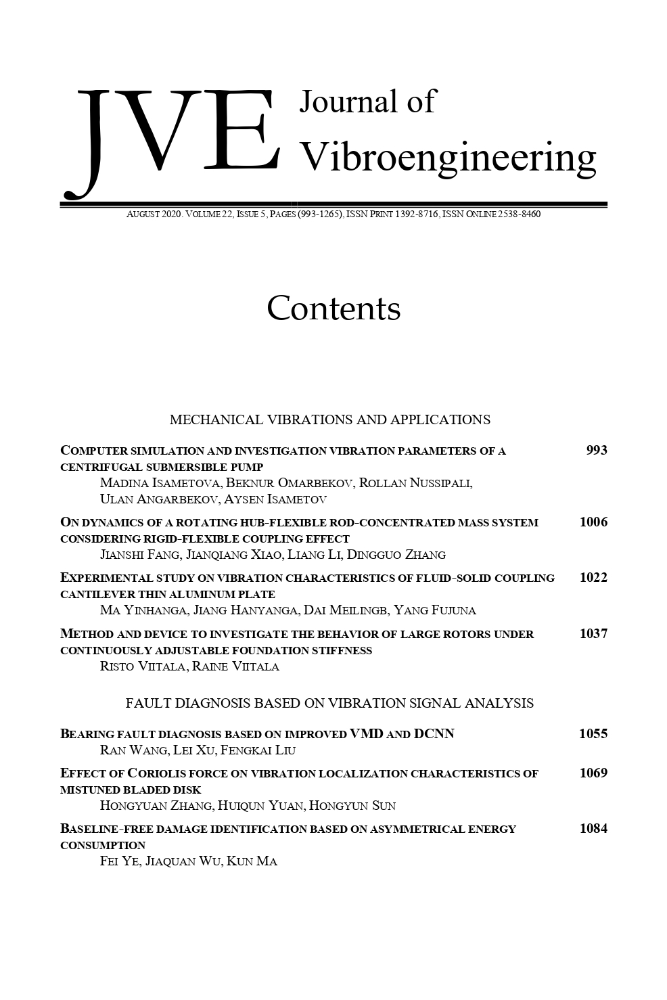 JVE
Journal of
Vibroengineering
AUGUST 2020. VOLUME 22, ISSUE 5, PAGES (993-1265), ISSN PRINT 1392-8716, ISSN ONLINE 2538-8460
Contents
MECHANICAL VIBRATIONS AND APPLICATIONS
COMPUTER SIMULATION AND INVESTIGATION VIBRATION PARAMETERS OF A 993
CENTRIFUGAL SUBMERSIBLE PUMP
MADINA ISAMETOVA, BEKNUR OMARBEKOV, ROLLAN NUSSIPALI,
ULAN ANGARBEKOV, AYSEN ISAMETOV
ON DYNAMICS OF A ROTATING HUB-FLEXIBLE ROD-CONCENTRATED MASS SYSTEM 1006
CONSIDERING RIGID-FLEXIBLE COUPLING EFFECT
JIANSHI FANG, JIANQIANG XIAO, LIANG LI, DINGGUO ZHANG
EXPERIMENTAL STUDY ON VIBRATION CHARACTERISTICS OF FLUID-SOLID COUPLING 1022
CANTILEVER THIN ALUMINUM PLATE
MA YINHANGA, JIANG HANYANGA, DAI MEILINGB, YANG FUJUNA
METHOD AND DEVICE TO INVESTIGATE THE BEHAVIOR OF LARGE ROTORS UNDER 1037
CONTINUOUSLY ADJUSTABLE FOUNDATION STIFFNESS
RISTO VIITALA, RAINE VIITALA
FAULT DIAGNOSIS BASED ON VIBRATION SIGNAL ANALYSIS
BEARING FAULT DIAGNOSIS BASED ON IMPROVED VMD AND DCNN 1055
RAN WANG, LEI XU, FENGKAI LIU
EFFECT OF CORIOLIS FORCE ON VIBRATION LOCALIZATION CHARACTERISTICS OF 1069
MISTUNED BLADED DISK
HONGYUAN ZHANG, HUIQUN YUAN, HONGYUN SUN
BASELINE-FREE DAMAGE IDENTIFICATION BASED ON ASYMMETRICAL ENERGY 1084
CONSUMPTION
FEI YE, JIAQUAN WU, KUN MA